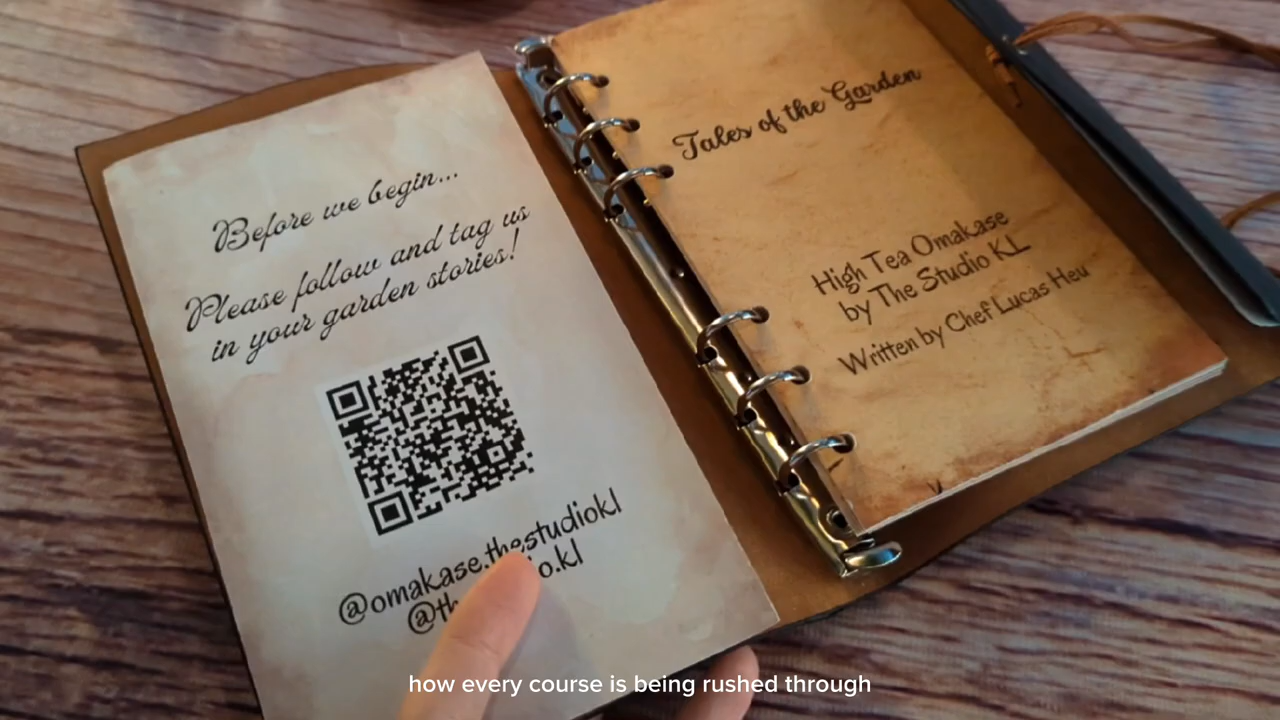 Before we begin...
Please follow and tag us
in your garden stories!
@omakase.thestudiokl
Tales of the Garden
High Tea Omakase
by The Studio KL
Written by Chef Lucas Heu
how every course is being rushed through